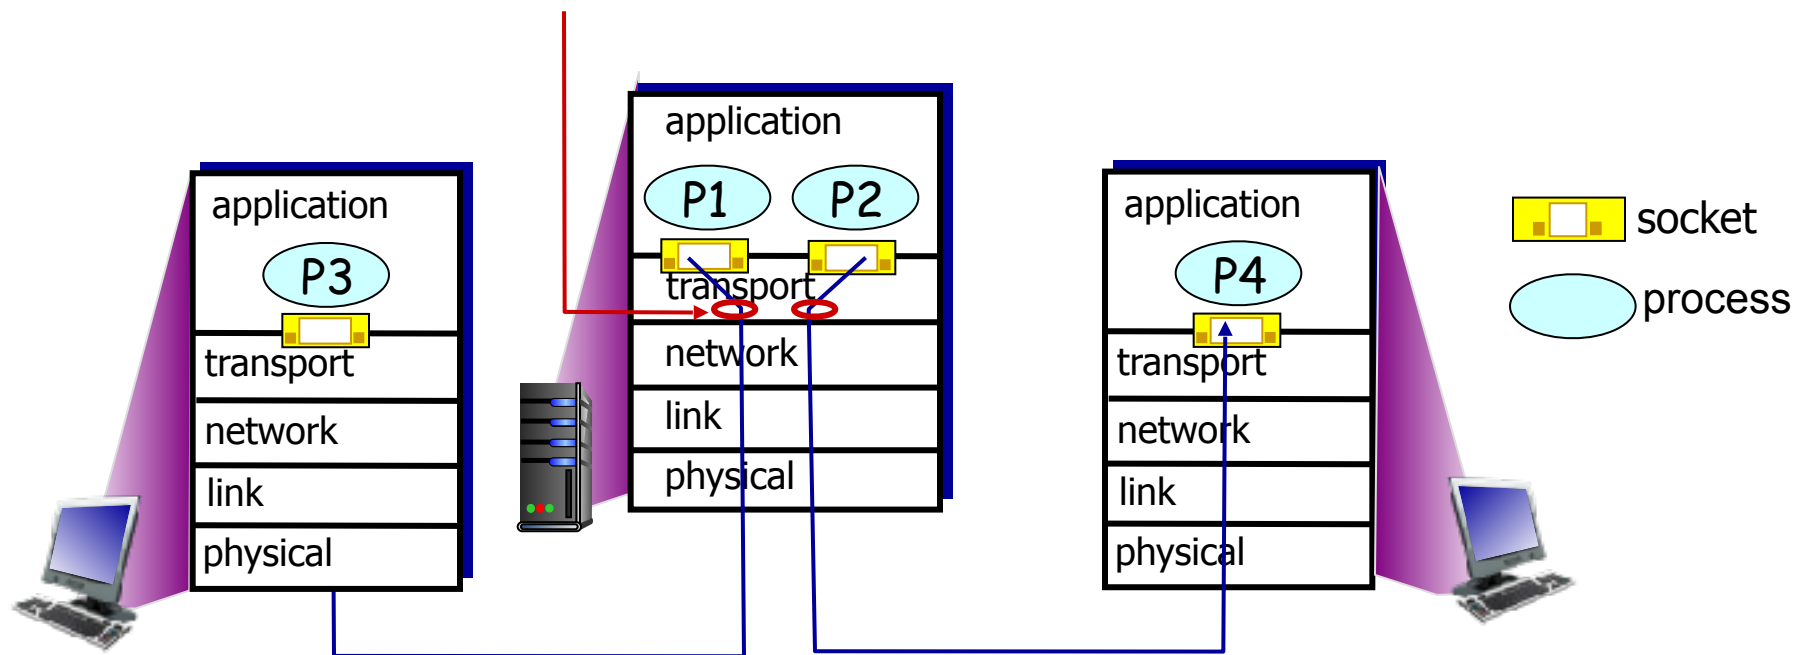 application
P3
transport
network
link
physical
application
P1 P2
transport
network
link
physical
application
P4
transport
network
link
physical
socket
process